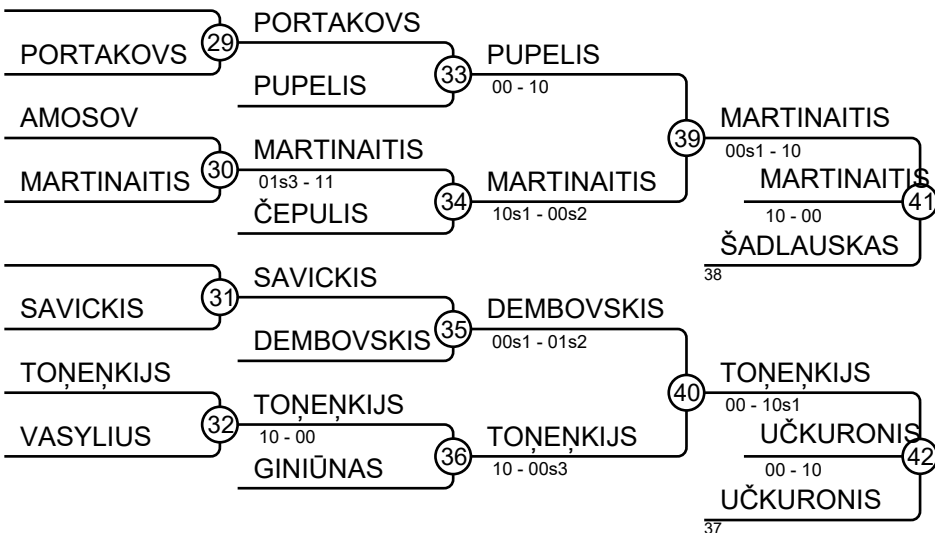 PORTAKOVS
29
PORTAKOVS
PUPELIS
33
PUPELIS
00 - 10
AMOSOV
MARTINAITIS
30
MARTINAITIS
01s3 - 11
ČEPULIS
34
MARTINAITIS
10s1 - 00s2
39
MARTINAITIS
00s1 - 10
MARTINAITIS
10 - 00
41
ŠADLAUSKAS
38
SAVICKIS
31
SAVICKIS
DEMBOVSKIS
35
DEMBOVSKIS
00s1 - 01s2
TOŅEŅKIJS
VASYLIUS
32
TOŅEŅKIJS
10 - 00
GINIŪNAS
36
TOŅEŅKIJS
10 - 00s3
40
TOŅEŅKIJS
00 - 10s1
UČKURONIS
00 - 10
42
UČKURONIS
37